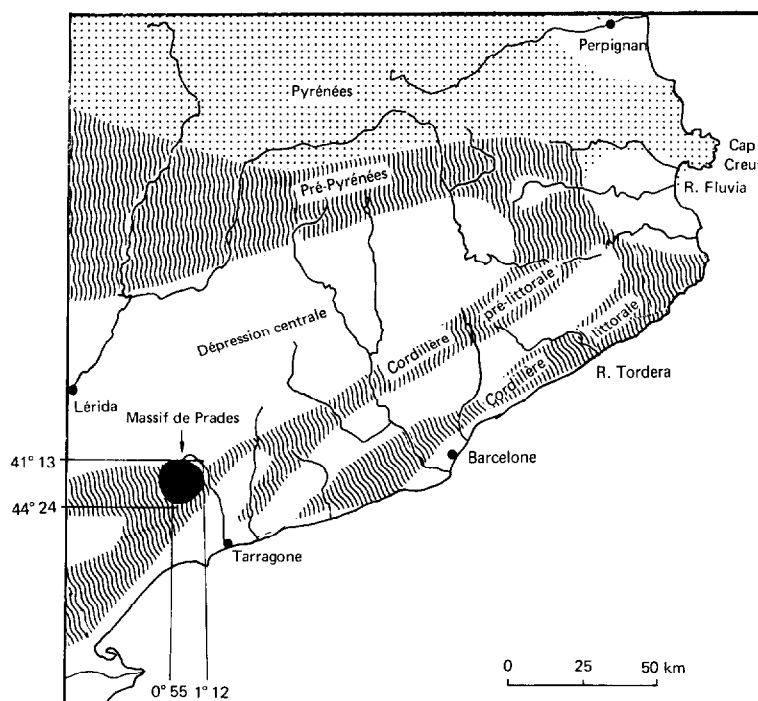 Perpignan
Pyrénées
Cap
Creus
R. Fluvia
Pré-Pyrénées
Cordillère pré-littorale
Dépression centrale
Cordillère littorale
R. Tordera
Lérida
Massif de Prades
41° 13
Barcelone
44° 24
Tarragone
0 25 50 km
0° 55 1° 12